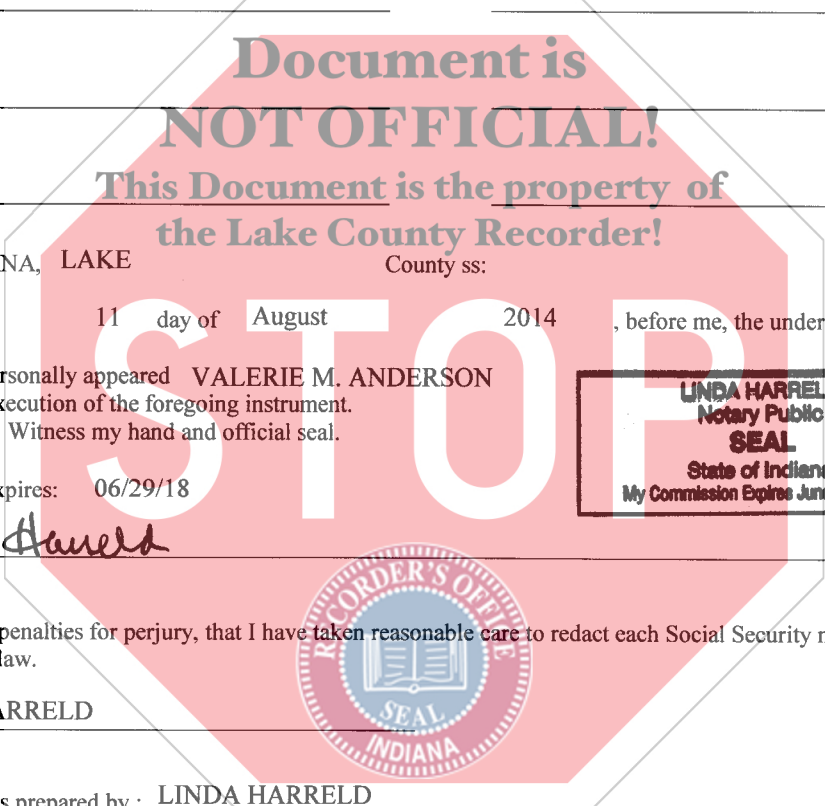 Document is
NOT OFFICIAL!
This Document is the property of
the Lake County Recorder!
NA, LAKE County ss:
11 day of August 2014 , before me, the under
rsonally appeared VALERIE M. ANDERSON
xecution of the foregoing instrument.
Witness my hand and official seal.
LINDA HARREL
Notary Public
SEAL
State of Indiana
My Commission Expires June
xpires: 06/29/18
Harreld
STOP
RECORDER'S OFFICE
SEAL
INDIANA
penalties for perjury, that I have taken reasonable care to redact each Social Security n
law.
ARRELD
s prepared by : LINDA HARRELD